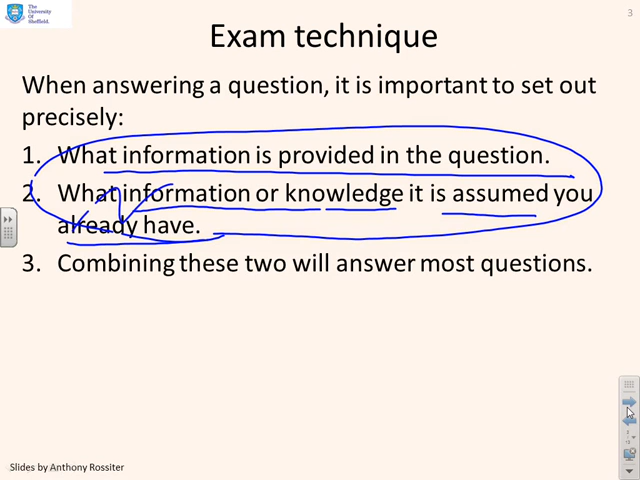 The
University
Of
Sheffield.
3
Exam technique
When answering a question, it is important to set out
precisely:
1. What information is provided in the question.
2. What information or knowledge it is assumed you
already have.
3. Combining these two will answer most questions.
Slides by Anthony Rossiter